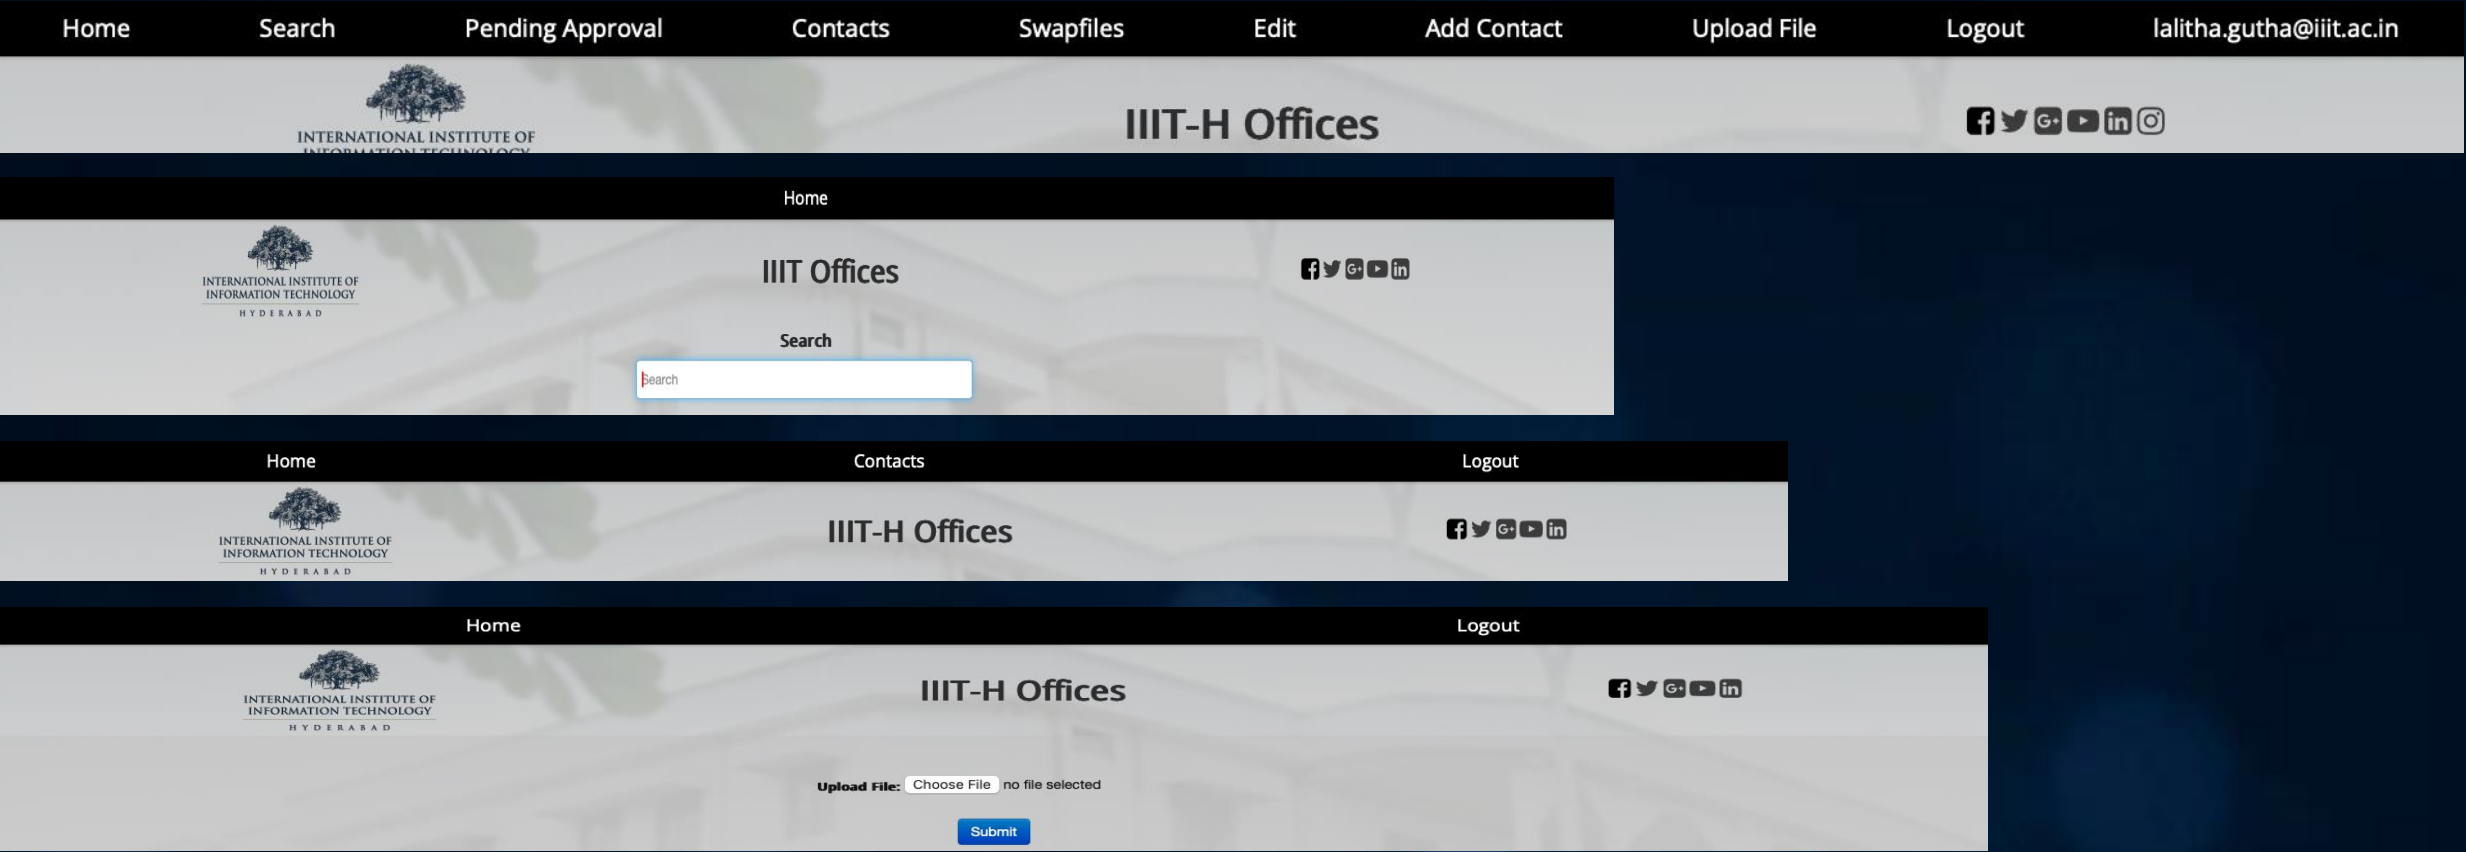 Home Search Pending Approval Contacts Swapfiles Edit Add Contact Upload File Logout lalitha.gutha@iiit.ac.in
INTERNATIONAL INSTITUTE OF
INFORMATION TECHNOLOGY
IIIT-H Offices
Home
INTERNATIONAL INSTITUTE OF
INFORMATION TECHNOLOGY
HYDERABAD
IIIT Offices
Search
Search
Home Contacts Logout
INTERNATIONAL INSTITUTE OF
INFORMATION TECHNOLOGY
HYDERABAD
IIIT-H Offices
Home Logout
INTERNATIONAL INSTITUTE OF
INFORMATION TECHNOLOGY
HYDERABAD
IIIT-H Offices
Upload File: Choose File no file selected
Submit